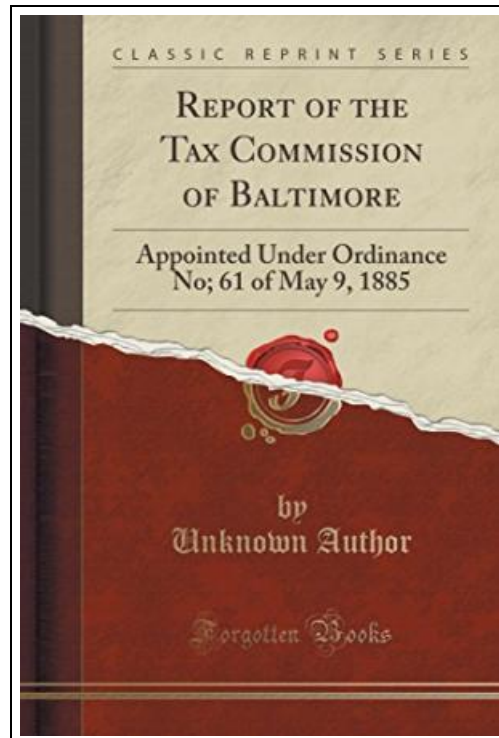 CLASSIC REPRINT SERIES
REPORT OF THE
TAX COMMISSION
OF BALTIMORE
Appointed Under Ordinance
No; 61 of May 9, 1885
by
Unknown Author
Forgotten Books